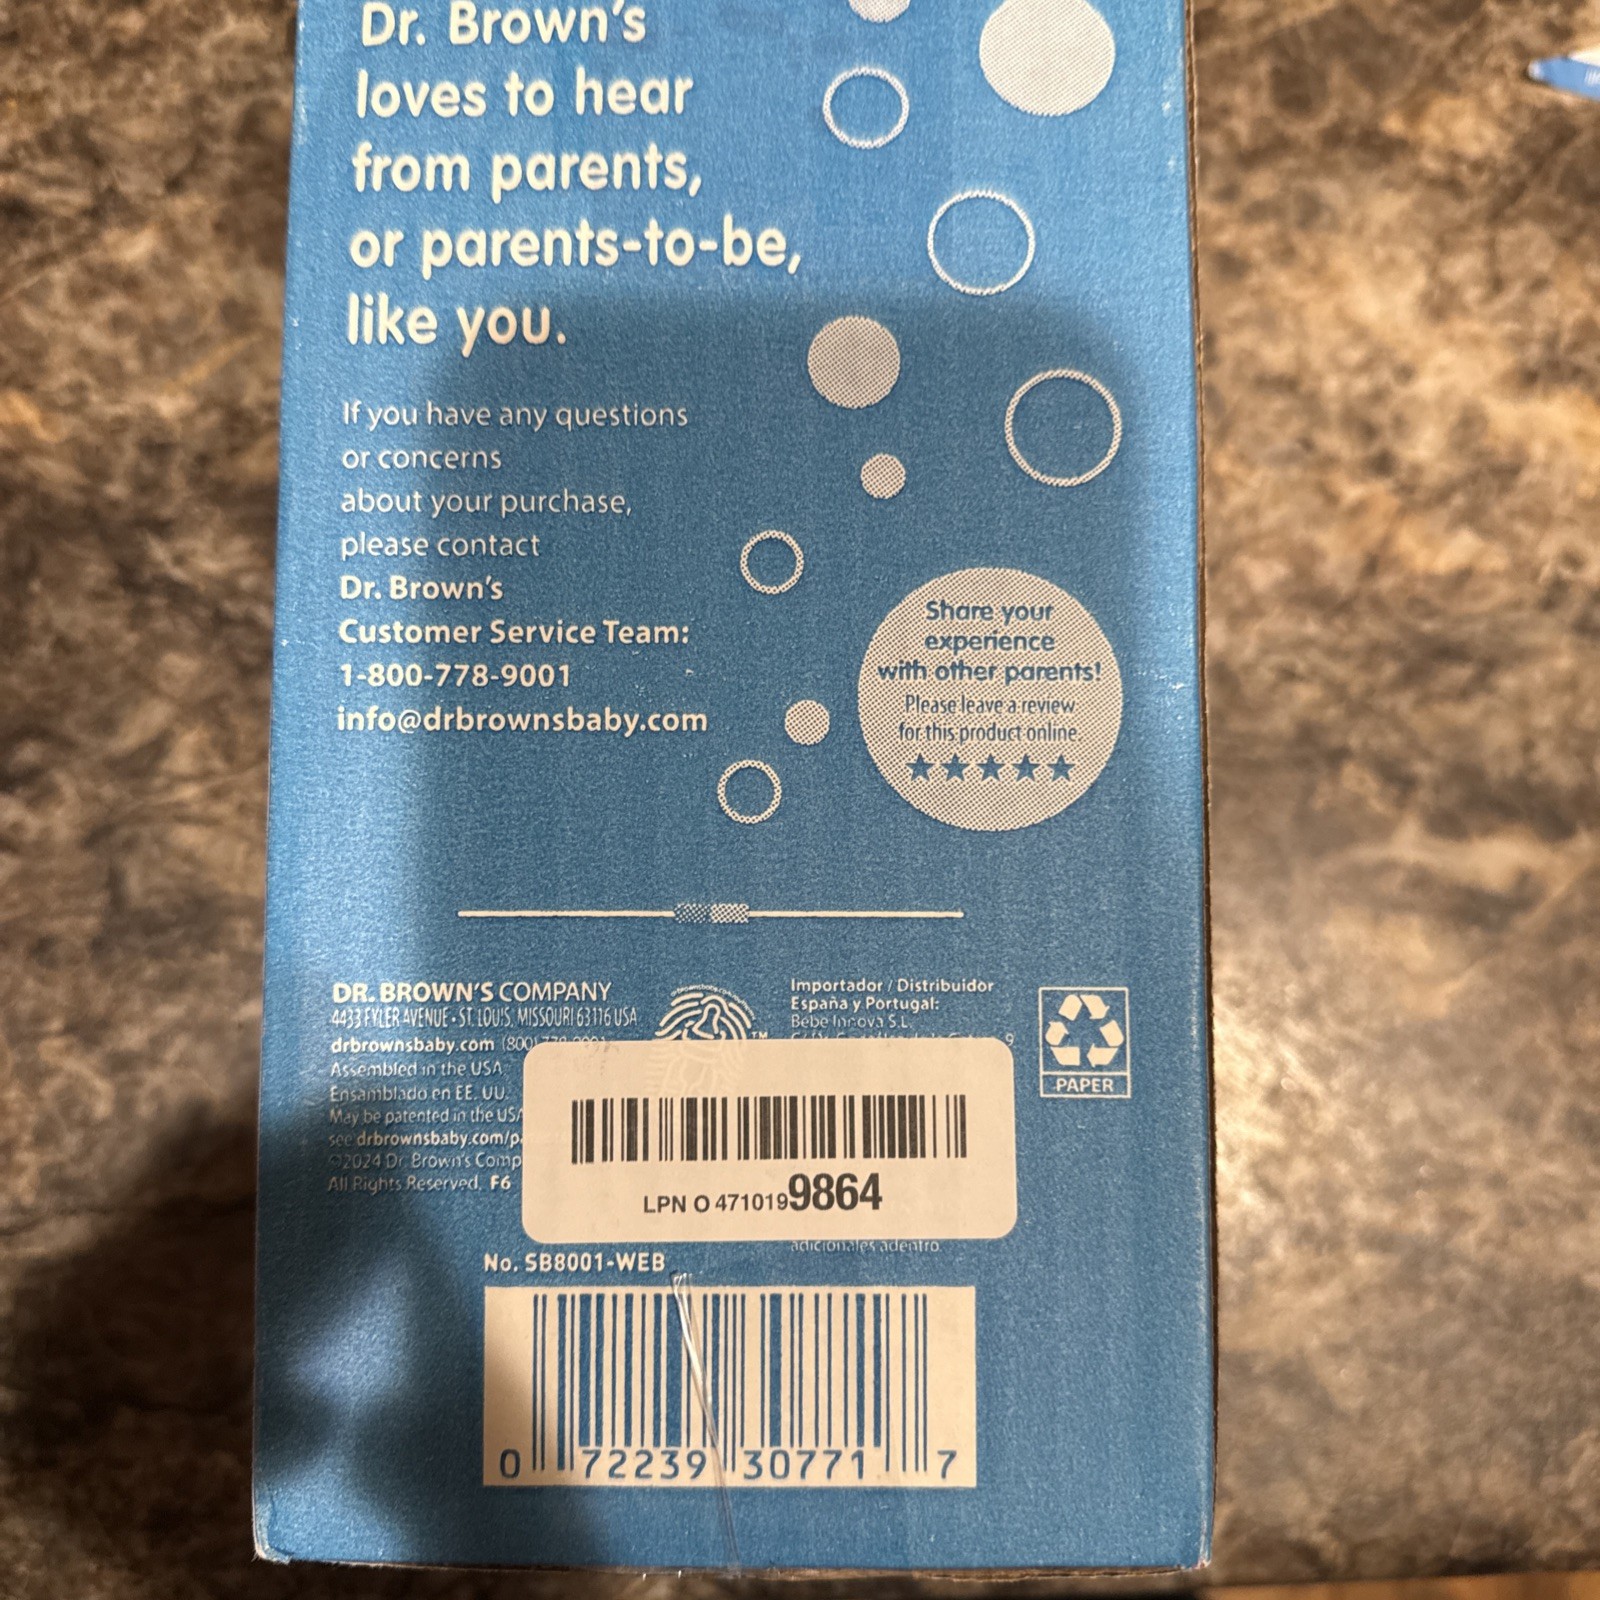 Dr. Brown's
loves to hear
from parents,
or parents-to-be,
like you.
If you have any questions
or concerns
about your purchase,
please contact
Dr. Brown's
Customer Service Team:
1-800-778-9001
info@drbrownsbaby.com
Share your
experience
with other parents!
Please leave a review
for this product online.
DR. BROWN'S COMPANY
4433 FYLER AVENUE • ST. LOUIS, MISSOURI 63116 USA
drbrownsbaby.com (800)
Assembled in the USA
Ensamblado en EE. UU.
May be patented in the USA
see drbrownsbaby.com/p
©2024 Dr. Brown's Comp
All Rights Reserved. F6
TM
Importador / Distribuidor
España y Portugal:
Bebe Innova S.L.
9
PAPER
LPN O 4710199864
adicionales adentro.
No. SB8001-WEB
0 72239 30771 7